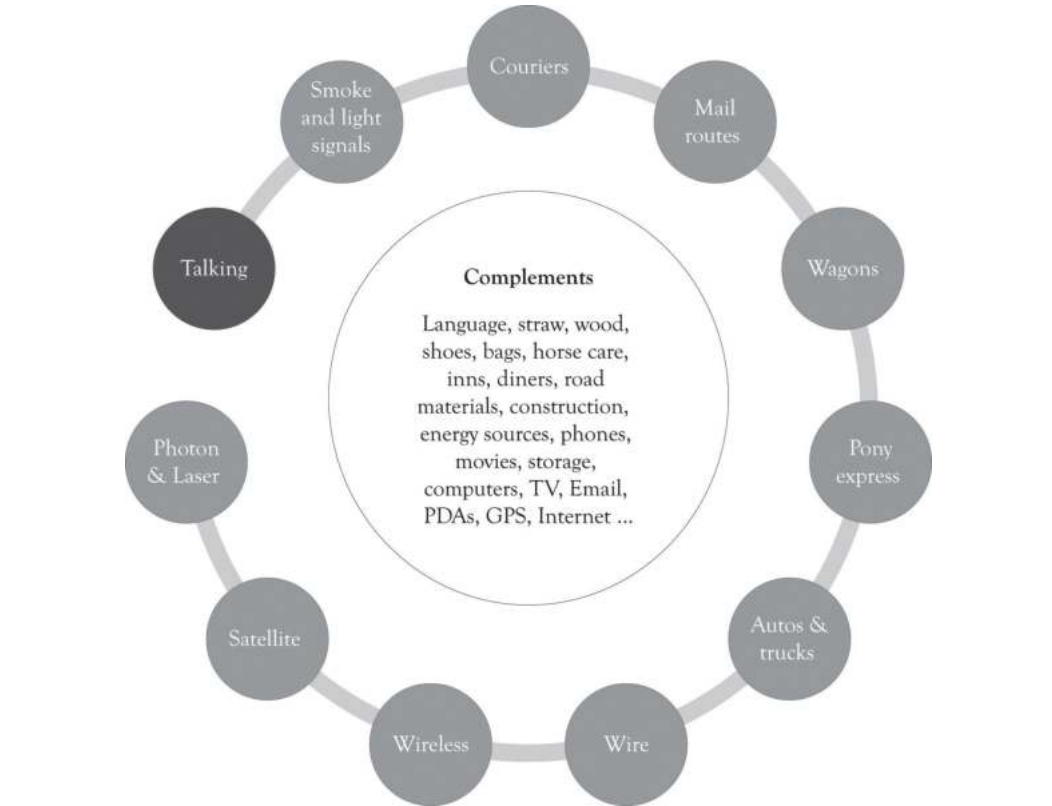 Couriers
Smoke
and light
signals
Mail
routes
Talking
Wagons
Complements
Language, straw, wood,
shoes, bags, horse care,
inns, diners, road
materials, construction,
energy sources, phones,
movies, storage,
computers, TV, Email,
PDAs, GPS, Internet ...
Photon
& Laser
Pony
express
Satellite
Autos &
trucks
Wireless
Wire